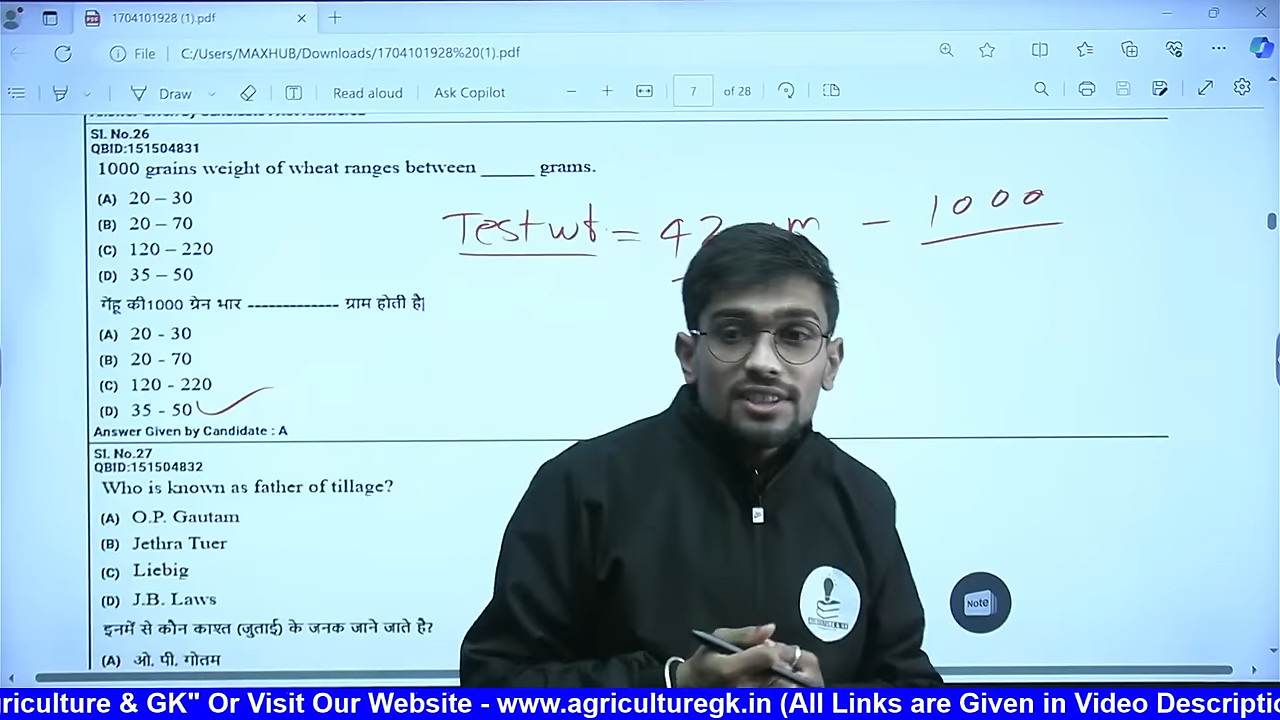 1704101928 (1).pdf
File C:/Users/MAXHUB/Downloads/1704101928%20(1).pdf
Draw Read aloud Ask Copilot 7 of 28
Sl. No.26
QBID:151504831
1000 grains weight of wheat ranges between _____ grams.
(A) 20 – 30
(B) 20 – 70
(C) 120 – 220
(D) 35 – 50
Test wt = 42 m – 1000
गेंहू की1000 ग्रेन भार ------------- ग्राम होती है|
(A) 20 - 30
(B) 20 - 70
(C) 120 - 220
(D) 35 - 50
Answer Given by Candidate : A
Sl. No.27
QBID:151504832
Who is known as father of tillage?
(A) O.P. Gautam
(B) Jethra Tuer
(C) Liebig
(D) J.B. Laws
इनमें से कौन काश्त (जुताई) के जनक जाने जाते है?
(A) ओ. पी. गोतम
Note
AGRICULTURE & GK
riculture & GK" Or Visit Our Website - www.agriculturegk.in (All Links are Given in Video Descriptio